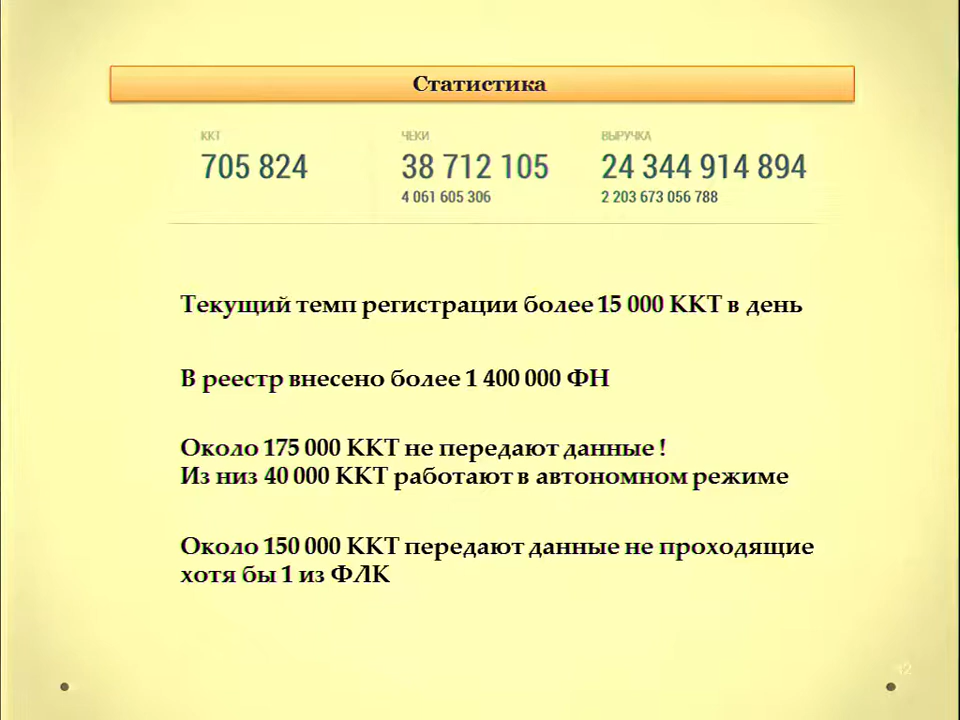 Статистика
ККТ ЧЕКИ ВЫРУЧКА
705 824 38 712 105 24 344 914 894
4 061 605 306 2 203 673 056 788
Текущий темп регистрации более 15 000 ККТ в день
В реестр внесено более 1 400 000 ФН
Около 175 000 ККТ не передают данные !
Из низ 40 000 ККТ работают в автономном режиме
Около 150 000 ККТ передают данные не проходящие
хотя бы 1 из ФЛК